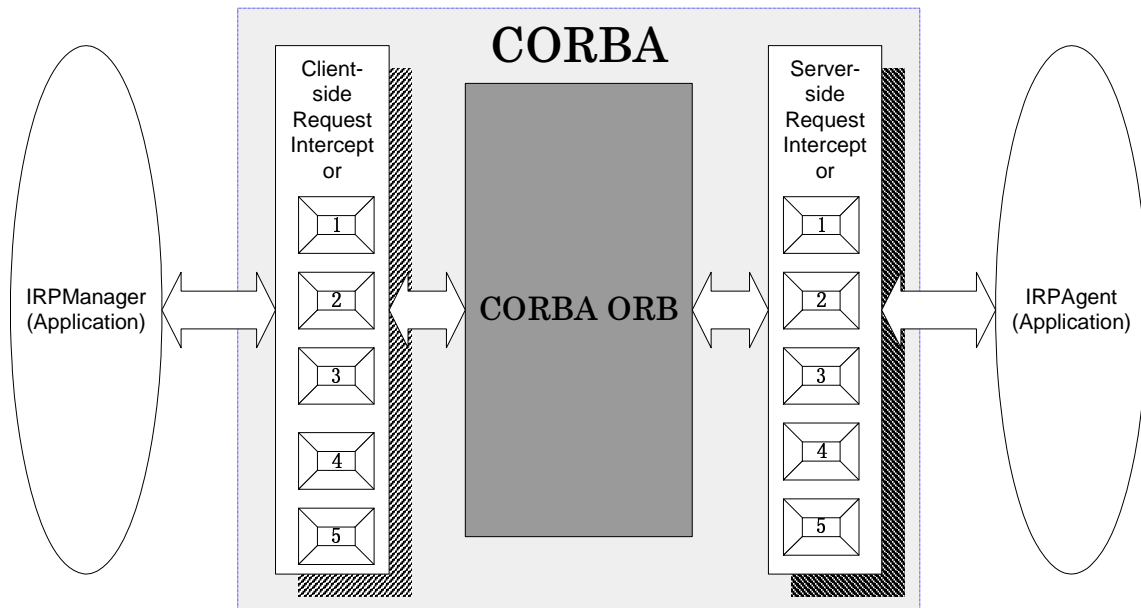 CORBA
Client-
side
Request
Intercept
or
1
2
3
4
5
Server-
side
Request
Intercept
or
1
2
3
4
5
IRPManager
(Application)
CORBA ORB
IRPAgent
(Application)